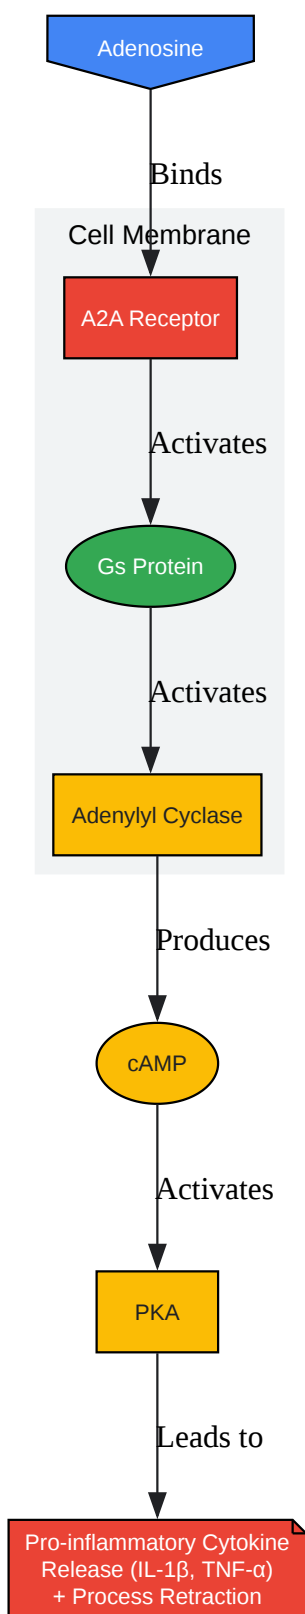 Adenosine
Binds
Cell Membrane
A2A Receptor
Activates
Gs Protein
Activates
Adenylyl Cyclase
Produces
cAMP
Activates
PKA
Leads to
Pro-inflammatory Cytokine
Release (IL-1β, TNF-α)
+ Process Retraction